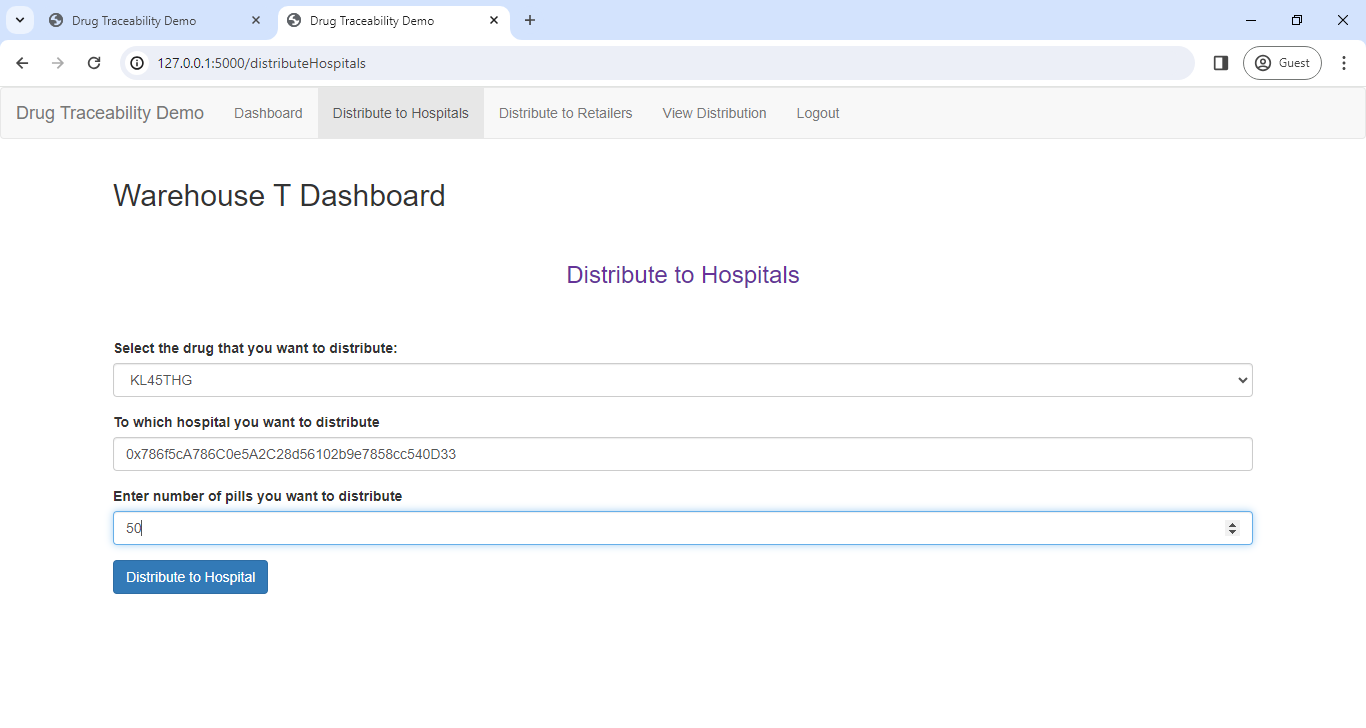 Drug Traceability Demo
Drug Traceability Demo
127.0.0.1:5000/distributeHospitals
Guest
Drug Traceability Demo Dashboard Distribute to Hospitals Distribute to Retailers View Distribution Logout
Warehouse T Dashboard
Distribute to Hospitals
Select the drug that you want to distribute:
KL45THG
To which hospital you want to distribute
0x786f5cA786C0e5A2C28d56102b9e7858cc540D33
Enter number of pills you want to distribute
50
Distribute to Hospital